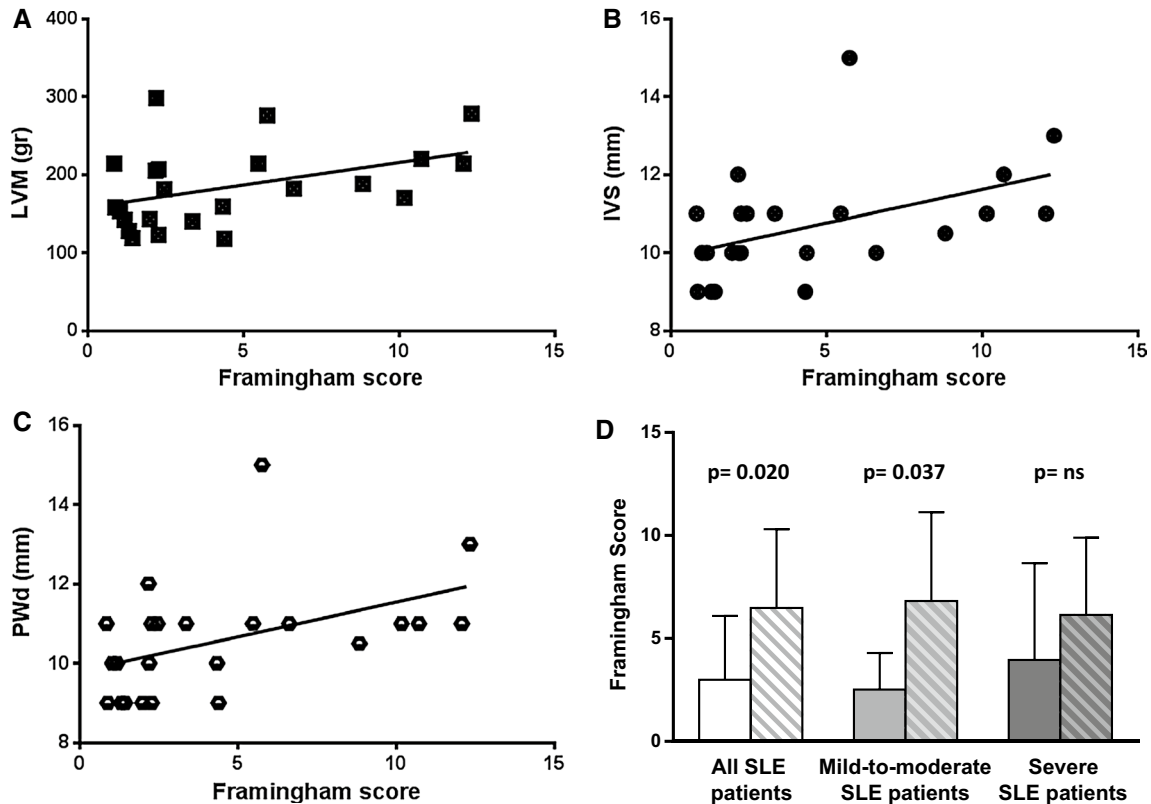 A
400
300
200
100
0
LVM (gr)
0 5 10 15
Framingham score
B
16
14
12
10
8
IVS (mm)
0 5 10 15
Framingham score
C
16
14
12
10
8
PWd (mm)
0 5 10 15
Framingham score
D
15
10
5
0
Framingham Score
p= 0.020 p= 0.037 p= ns
All SLE Mild-to-moderate Severe
patients SLE patients SLE patients